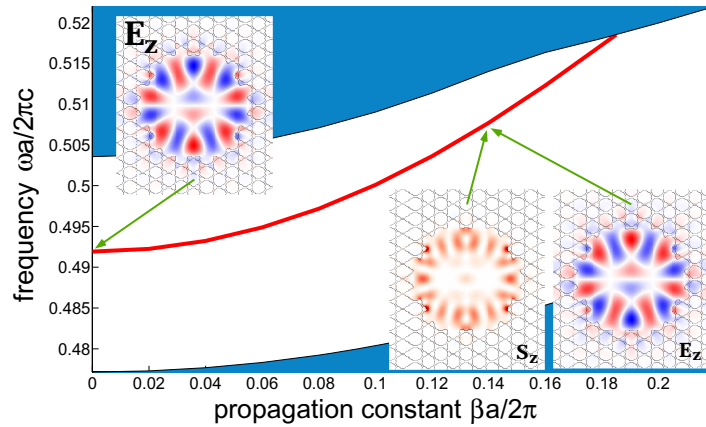 E_z
0.52
0.515
0.51
0.505
0.5
0.495
0.49
0.485
0.48
frequency ωa/2πc
S_z
E_z
0 0.02 0.04 0.06 0.08 0.1 0.12 0.14 0.16 0.18 0.2
propagation constant βa/2π